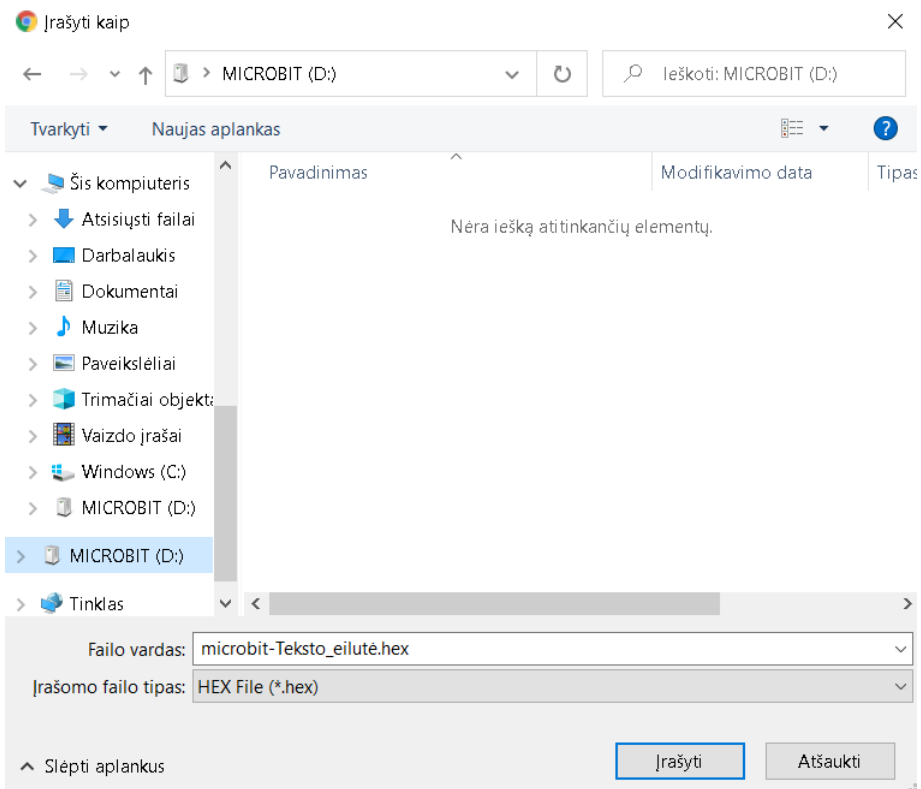 Įrašyti kaip
MICROBIT (D:)
Ieškoti: MICROBIT (D:)
Tvarkyti
Naujas aplankas
?
Pavadinimas
Modifikavimo data
Tipas
Nėra iešką atitinkančių elementų.
Šis kompiuteris
Atsisiųsti failai
Darbalaukis
Dokumentai
Muzika
Paveikslėliai
Trimačiai objekta
Vaizdo įrašai
Windows (C:)
MICROBIT (D:)
MICROBIT (D:)
Tinklas
Failo vardas: microbit-Teksto_eilutė.hex
Įrašomo failo tipas: HEX File (*.hex)
Slėpti aplankus
Įrašyti
Atšaukti